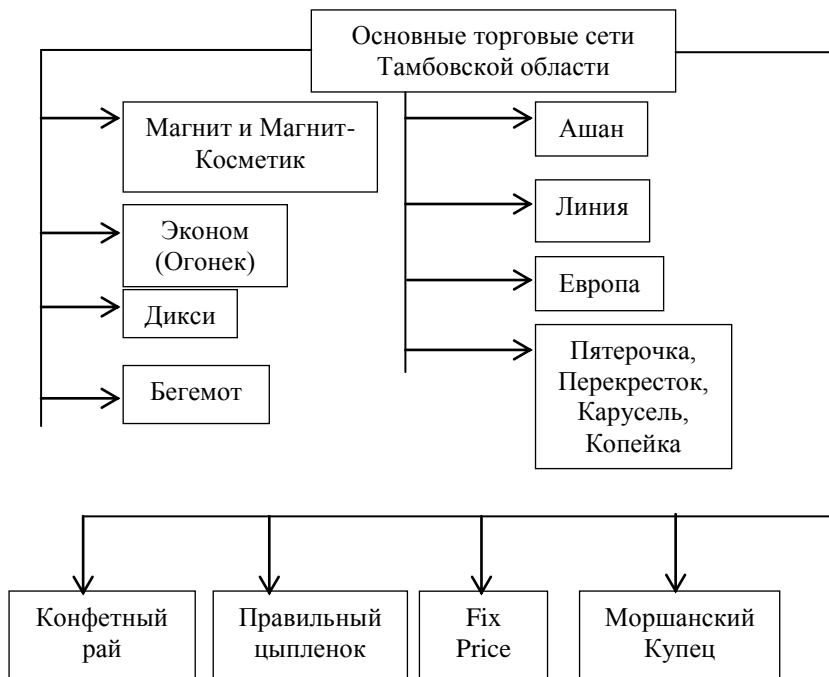 Основные торговые сети
Тамбовской области
Магнит и Магнит-
Косметик
Эконом
(Огонек)
Дикси
Бегемот
Ашан
Линия
Европа
Пятерочка,
Перекресток,
Карусель,
Копейка
Конфетный
рай
Правильный
цыпленок
Fix
Price
Моршанский
Купец